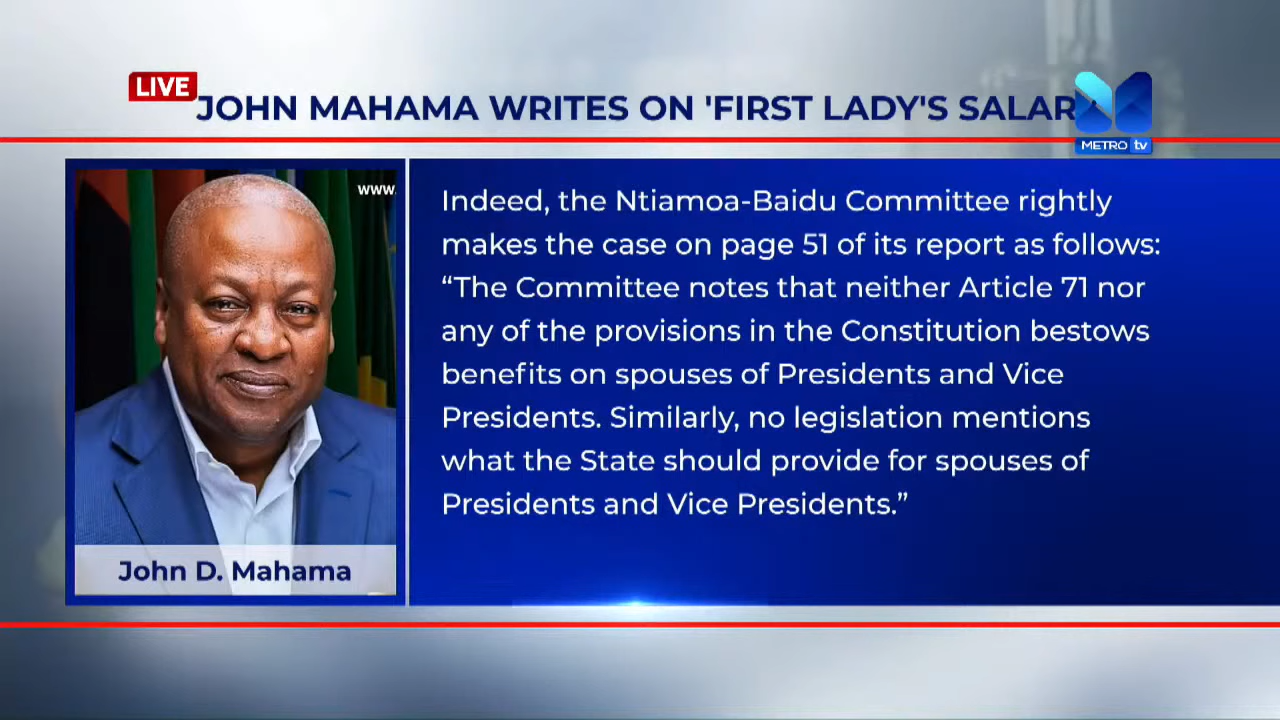 LIVE
JOHN MAHAMA WRITES ON 'FIRST LADY'S SALAR
METRO tv
www.
Indeed, the Ntiamoa-Baidu Committee rightly
makes the case on page 51 of its report as follows:
“The Committee notes that neither Article 71 nor
any of the provisions in the Constitution bestows
benefits on spouses of Presidents and Vice
Presidents. Similarly, no legislation mentions
what the State should provide for spouses of
Presidents and Vice Presidents.”
John D. Mahama